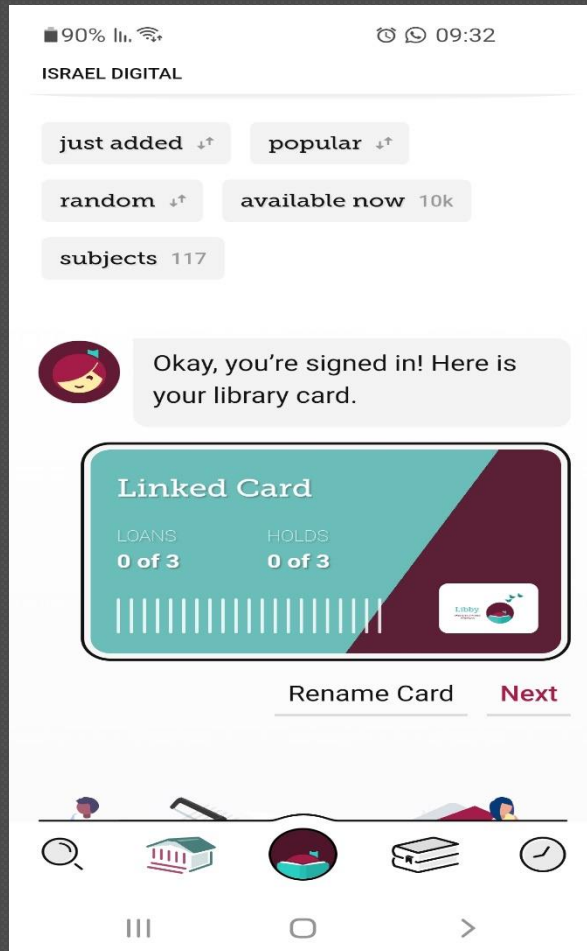 90% 09:32
ISRAEL DIGITAL
just added popular
random available now 10k
subjects 117
Okay, you’re signed in! Here is
your library card.
Linked Card
LOANS HOLDS
0 of 3 0 of 3
Libby
Rename Card Next